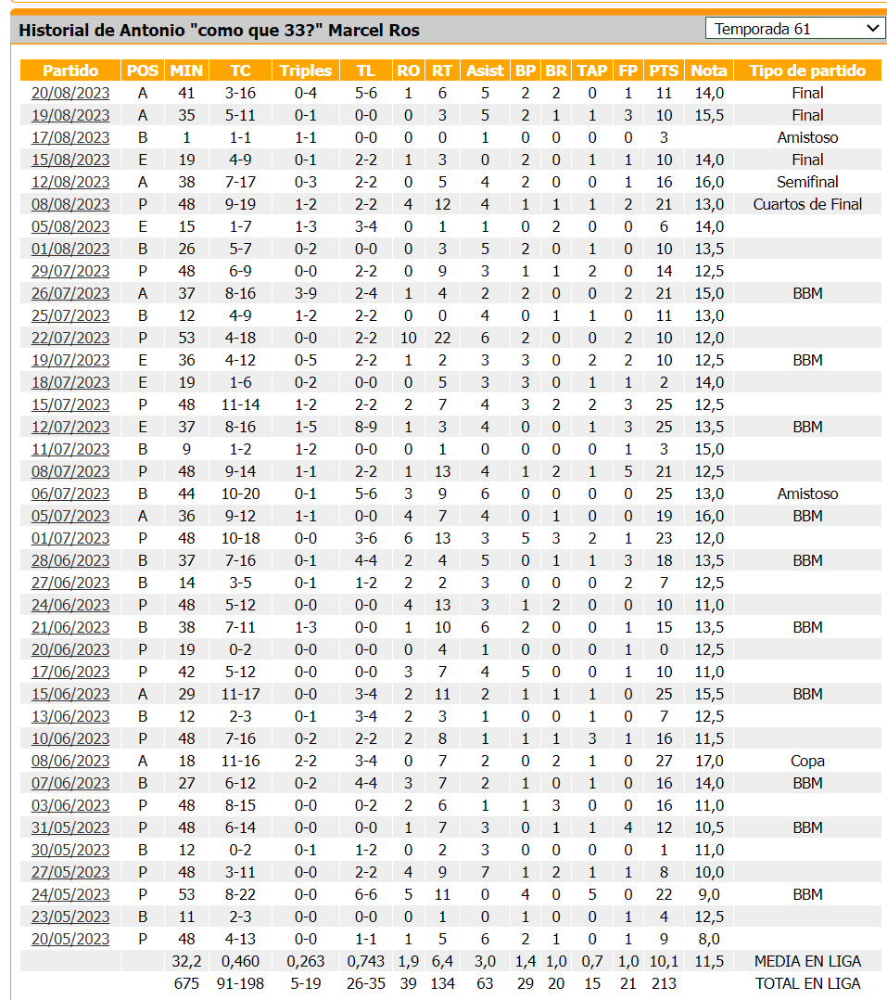 Historial de Antonio "como que 33?" Marcel Ros Temporada 61
Partido POS MIN TC Triples TL RO RT Asist BP BR TAP FP PTS Nota Tipo de partido
20/08/2023 A 41 3-16 0-4 5-6 1 6 5 2 2 0 1 11 14,0 Final
19/08/2023 A 35 5-11 0-1 0-0 0 3 5 2 1 1 3 10 15,5 Final
17/08/2023 B 1 1-1 1-1 0-0 0 0 1 0 0 0 0 3 Amistoso
15/08/2023 E 19 4-9 0-1 2-2 1 3 0 2 0 1 1 10 14,0 Final
12/08/2023 A 38 7-17 0-3 2-2 0 5 4 2 0 0 1 16 16,0 Semifinal
08/08/2023 P 48 9-19 1-2 2-2 4 12 4 1 1 1 2 21 13,0 Cuartos de Final
05/08/2023 E 15 1-7 1-3 3-4 0 1 1 0 2 0 0 6 14,0
01/08/2023 B 26 5-7 0-2 0-0 0 3 5 2 0 1 0 10 13,5
29/07/2023 P 48 6-9 0-0 2-2 0 9 3 1 1 2 0 14 12,5
26/07/2023 A 37 8-16 3-9 2-4 1 4 2 2 0 0 2 21 15,0 BBM
25/07/2023 B 12 4-9 1-2 2-2 0 0 4 0 1 1 0 11 13,0
22/07/2023 P 53 4-18 0-0 2-2 10 22 6 2 0 0 2 10 12,0
19/07/2023 E 36 4-12 0-5 2-2 1 2 3 3 0 2 2 10 12,5 BBM
18/07/2023 E 19 1-6 0-2 0-0 0 5 3 3 0 1 1 2 14,0
15/07/2023 P 48 11-14 1-2 2-2 2 7 4 3 2 2 3 25 12,5
12/07/2023 E 37 8-16 1-5 8-9 1 3 4 0 0 1 3 25 13,5 BBM
11/07/2023 B 9 1-2 1-2 0-0 0 1 0 0 0 0 1 3 15,0
08/07/2023 P 48 9-14 1-1 2-2 1 13 4 1 2 1 5 21 12,5
06/07/2023 B 44 10-20 0-1 5-6 3 9 6 0 0 0 0 25 13,0 Amistoso
05/07/2023 A 36 9-12 1-1 0-0 4 7 4 0 1 0 0 19 16,0 BBM
01/07/2023 P 48 10-18 0-0 3-6 6 13 3 5 3 2 1 23 12,0
28/06/2023 B 37 7-16 0-1 4-4 2 4 5 0 1 1 3 18 13,5 BBM
27/06/2023 B 14 3-5 0-1 1-2 2 2 3 0 0 0 2 7 12,5
24/06/2023 P 48 5-12 0-0 0-0 4 13 3 1 2 0 0 10 11,0
21/06/2023 B 38 7-11 1-3 0-0 1 10 6 2 0 0 1 15 13,5 BBM
20/06/2023 P 19 0-2 0-0 0-0 0 4 1 0 0 0 1 0 12,5
17/06/2023 P 42 5-12 0-0 0-0 3 7 4 5 0 0 1 10 11,0
15/06/2023 A 29 11-17 0-0 3-4 2 11 2 1 1 1 0 25 15,5 BBM
13/06/2023 B 12 2-3 0-1 3-4 2 3 1 0 0 1 0 7 12,5
10/06/2023 P 48 7-16 0-2 2-2 2 8 1 1 1 3 1 16 11,5
08/06/2023 A 18 11-16 2-2 3-4 0 7 2 0 2 1 0 27 17,0 Copa
07/06/2023 B 27 6-12 0-2 4-4 3 7 2 1 0 1 0 16 14,0 BBM
03/06/2023 P 48 8-15 0-0 0-2 2 6 1 1 3 0 0 16 11,0
31/05/2023 P 48 6-14 0-0 0-0 1 7 3 0 1 1 4 12 10,5 BBM
30/05/2023 B 12 0-2 0-1 1-2 0 2 3 0 0 0 0 1 11,0
27/05/2023 P 48 3-11 0-0 2-2 4 9 7 1 2 1 1 8 10,0
24/05/2023 P 53 8-22 0-0 6-6 5 11 0 4 0 5 0 22 9,0 BBM
23/05/2023 B 11 2-3 0-0 0-0 0 1 0 1 0 0 1 4 12,5
20/05/2023 P 48 4-13 0-0 1-1 1 5 6 2 1 0 1 9 8,0
32,2 0,460 0,263 0,743 1,9 6,4 3,0 1,4 1,0 0,7 1,0 10,1 11,5 MEDIA EN LIGA
675 91-198 5-19 26-35 39 134 63 29 20 15 21 213 TOTAL EN LIGA